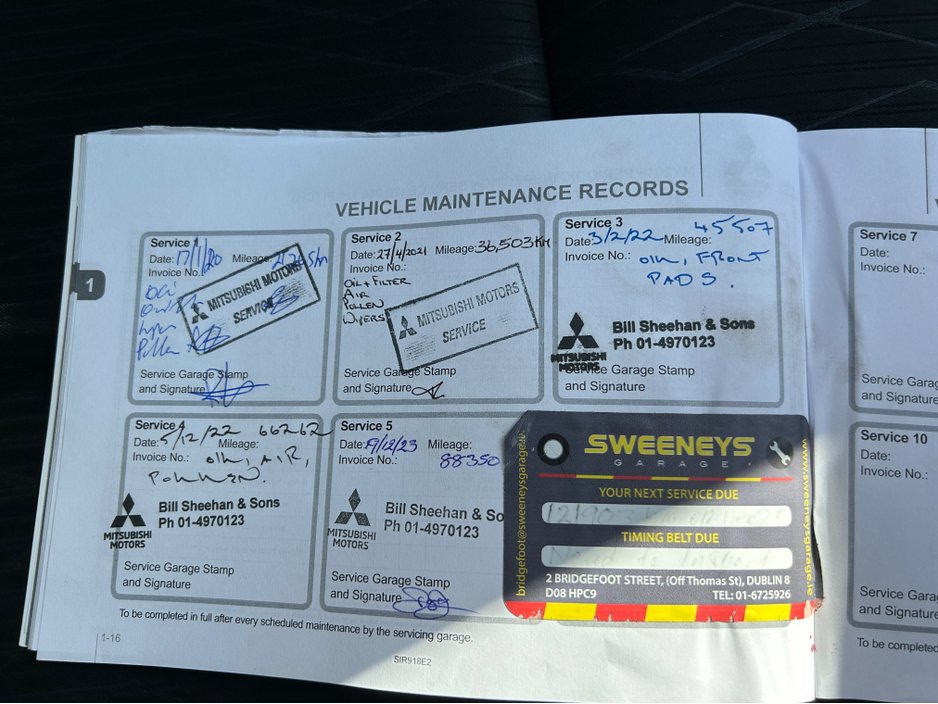 VEHICLE MAINTENANCE RECORDS
1
Service 1
Date: 17/1/20 Mileage:
Invoice No.:
MITSUBISHI MOTORS
SERVICE
Pollen
Service Garage Stamp
and Signature
Service 2
Date: 27/4/2021 Mileage: 36,503 KM
Invoice No.:
OIL + FILTER
AIR
POLLEN
WIPERS
MITSUBISHI MOTORS
SERVICE
Service Garage Stamp
and Signature
Service 3
Date: 3/2/22 Mileage: 45507
Invoice No.: OIL, FRONT
PADS.
Bill Sheehan & Sons
Ph 01-4970123
MITSUBISHI
MOTORS
Service Garage Stamp
and Signature
Service 4
Date: 5/12/22 Mileage: 66262
Invoice No.: OIL, AIR,
POLLEN.
Bill Sheehan & Sons
Ph 01-4970123
MITSUBISHI
MOTORS
Service Garage Stamp
and Signature
Service 5
Date: 19/12/23 Mileage:
Invoice No.: 88350
Bill Sheehan & So
Ph 01-4970123
MITSUBISHI
MOTORS
Service Garage Stamp
and Signature
bridgefoot@sweeneysgarage.ie
SWEENEYS
GARAGE
YOUR NEXT SERVICE DUE
TIMING BELT DUE
2 BRIDGEFOOT STREET, (Off Thomas St), DUBLIN 8
D08 HPC9 TEL: 01-6725926
www.sweeneysgarage.ie
To be completed in full after every scheduled maintenance by the servicing garage.
1-16
SIR918E2
Service 7
Date:
Invoice No.:
Service Garag
and Signature
Service 10
Date:
Invoice No.:
Service Garag
and Signature
To be completed